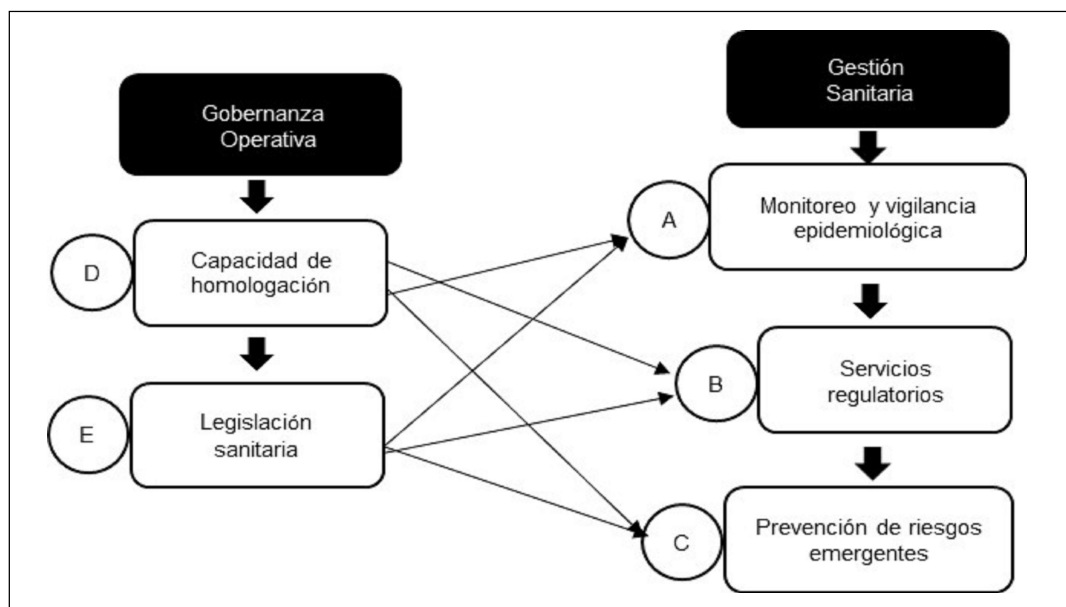 Gobernanza
Operativa
D
Capacidad de
homologación
E
Legislación
sanitaria
Gestión
Sanitaria
A
Monitoreo y vigilancia
epidemiológica
B
Servicios
regulatorios
C
Prevención de riesgos
emergentes